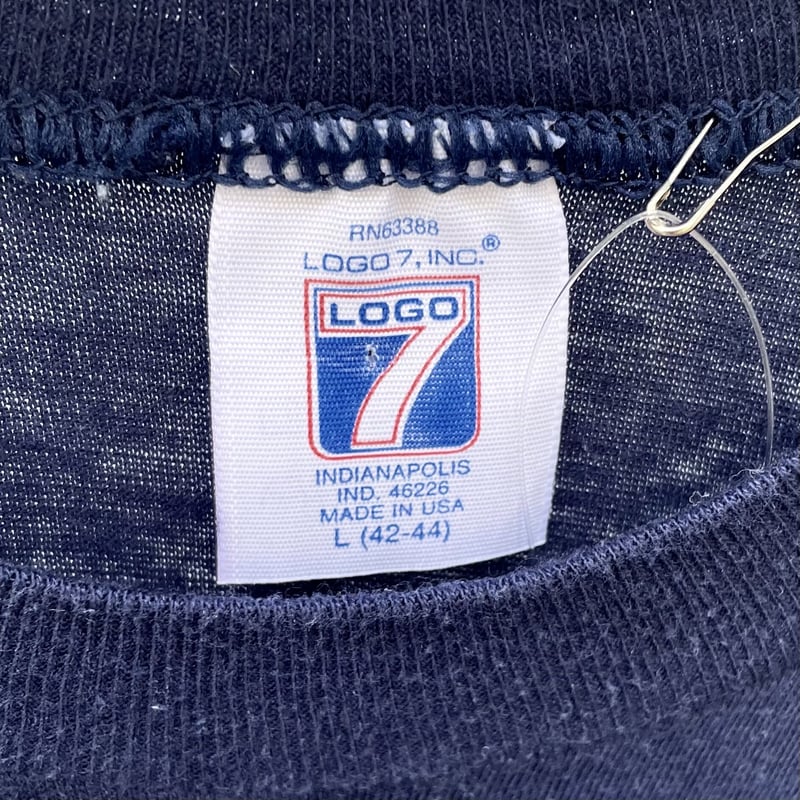 RN63388
LOGO 7, INC.®
LOGO
7
INDIANAPOLIS
IND. 46226
MADE IN USA
L (42-44)